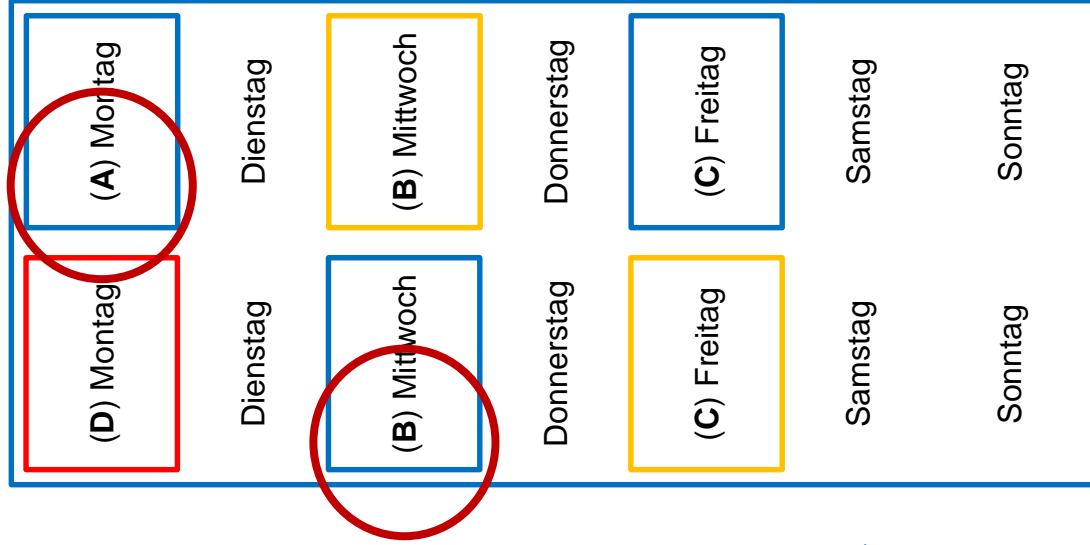 (A) Montag
Dienstag
(B) Mittwoch
Donnerstag
(C) Freitag
Samstag
Sonntag
(D) Montag
Dienstag
(B) Mittwoch
Donnerstag
(C) Freitag
Samstag
Sonntag